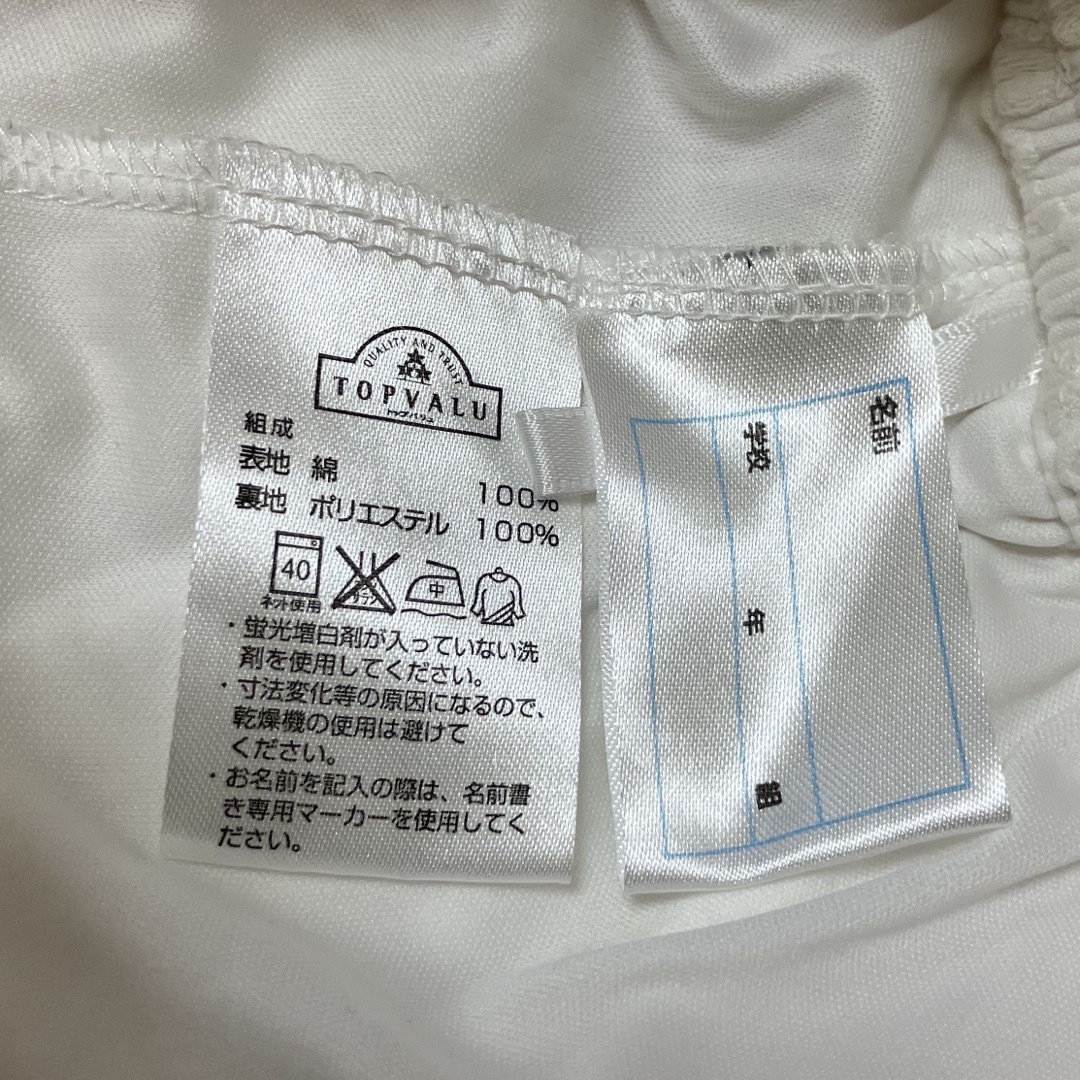 QUALITY AND TRUST
TOPVALU
トップバリュ
組成
表地 綿 100%
裏地 ポリエステル 100%
40 中
ネット使用
・蛍光増白剤が入っていない洗
剤を使用してください。
・寸法変化等の原因になるので、
乾燥機の使用は避けて
ください。
・お名前を記入の際は、名前書
き専用マーカーを使用してく
ださい。
名前
学校 年 組